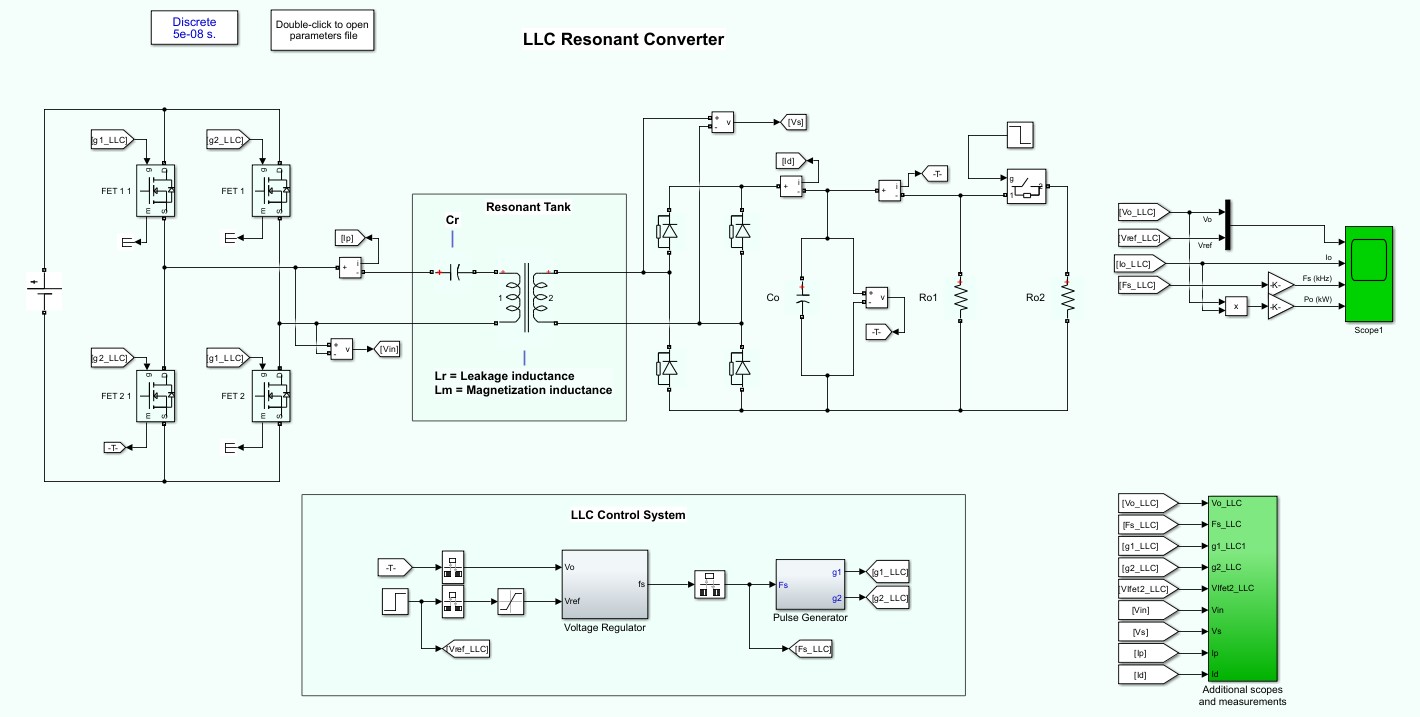 Discrete
5e-08 s.
Double-click to open
parameters file
LLC Resonant Converter
[g1_LLC]
[g2_LLC]
g
D
g
D
FET 1 1
FET 1
m
S
m
S
[Ip]
i
+
-
[g2_LLC]
[g1_LLC]
g
D
g
D
FET 2 1
FET 2
m
S
m
S
-T-
+
-
v
[Vin]
Resonant Tank
Cr
+
+
+
1
2
Lr = Leakage inductance
Lm = Magnetization inductance
+
-
v
[Vs]
[Id]
i
+
-
-T-
i
+
-
g
1
2
Co
+
+
-
v
-T-
Ro1
+
Ro2
+
[Vo_LLC]
Vo
[Vref_LLC]
Vref
[Io_LLC]
Io
[Fs_LLC]
-K-
Fs (kHz)
x
-K-
Po (kW)
Scope1
LLC Control System
-T-
Vo
fs
Vref
Voltage Regulator
[Vref_LLC]
Fs
g1
g2
Pulse Generator
[g1_LLC]
[g2_LLC]
[Fs_LLC]
[Vo_LLC]
Vo_LLC
[Fs_LLC]
Fs_LLC
[g1_LLC]
g1_LLC1
[g2_LLC]
g2_LLC
[VIfet2_LLC]
VIfet2_LLC
[Vin]
Vin
[Vs]
Vs
[Ip]
Ip
[Id]
Id
Additional scopes
and measurements